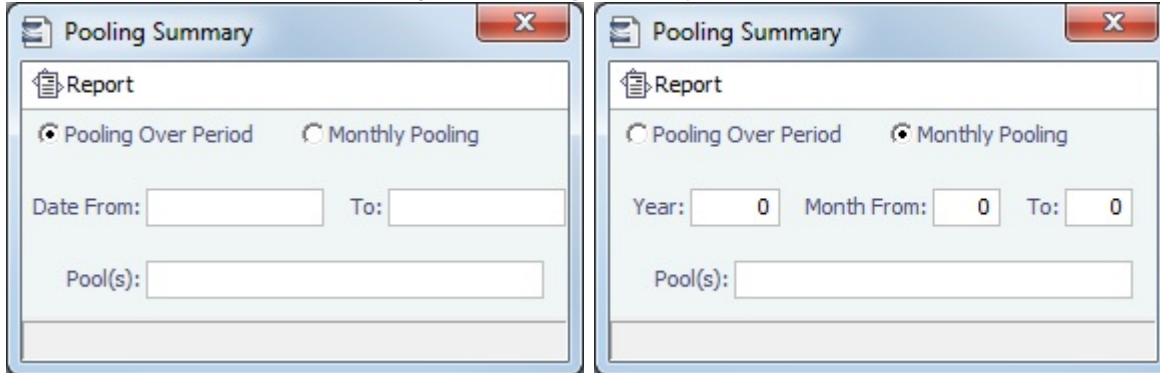 Pooling Summary
Report
Pooling Over Period Monthly Pooling
Date From: To:
Pool(s):
Pooling Summary
Report
Pooling Over Period Monthly Pooling
Year: 0 Month From: 0 To: 0
Pool(s):